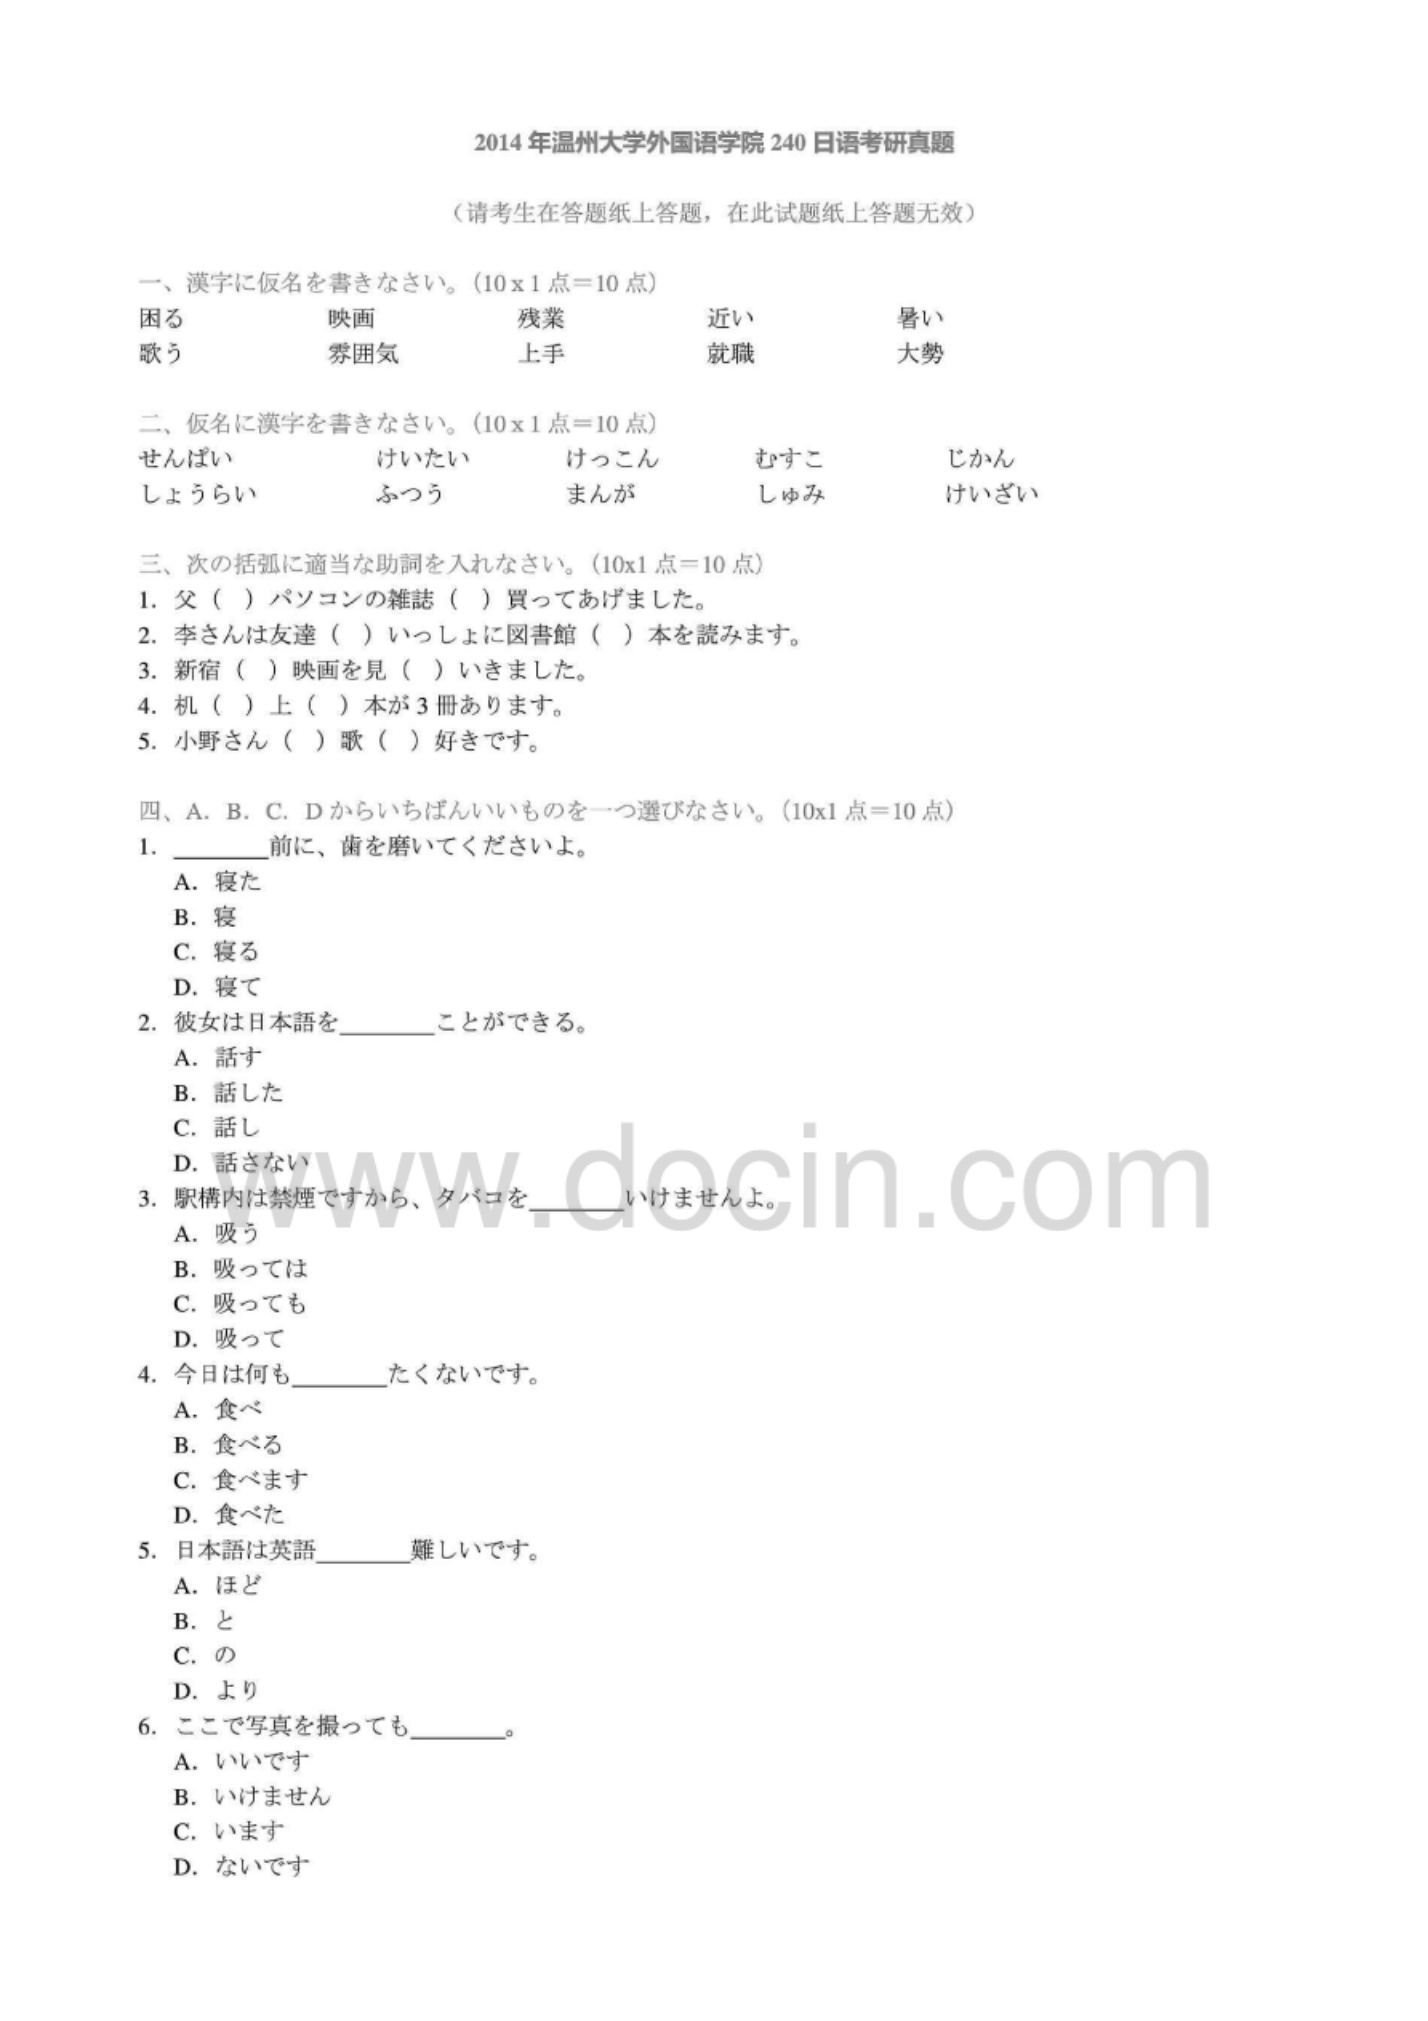 2014 年温州大学外国语学院 240 日语考研真题
（请考生在答题纸上答题，在此试题纸上答题无效）
一、漢字に仮名を書きなさい。（10 x 1 点＝10 点）
困る 映画 残業 近い 暑い
歌う 雰囲気 上手 就職 大勢
二、仮名に漢字を書きなさい。（10 x 1 点＝10 点）
せんぱい けいたい けっこん むすこ じかん
しょうらい ふつう まんが しゅみ けいざい
三、次の括弧に適当な助詞を入れなさい。（10x1 点＝10 点）
1．父（ ）パソコンの雑誌（ ）買ってあげました。
2．李さんは友達（ ）いっしょに図書館（ ）本を読みます。
3．新宿（ ）映画を見（ ）いきました。
4．机（ ）上（ ）本が 3 冊あります。
5．小野さん（ ）歌（ ）好きです。
四、A．B．C．D からいちばんいいものを一つ選びなさい。（10x1 点＝10 点）
1．________前に、歯を磨いてくださいよ。
A．寝た
B．寝
C．寝る
D．寝て
2．彼女は日本語を________ことができる。
A．話す
B．話した
C．話し
D．話さない
3．駅構内は禁煙ですから、タバコを________いけませんよ。
A．吸う
B．吸っては
C．吸っても
D．吸って
4．今日は何も________たくないです。
A．食べ
B．食べる
C．食べます
D．食べた
5．日本語は英語________難しいです。
A．ほど
B．と
C．の
D．より
6．ここで写真を撮っても________。
A．いいです
B．いけません
C．います
D．ないです
www.docin.com